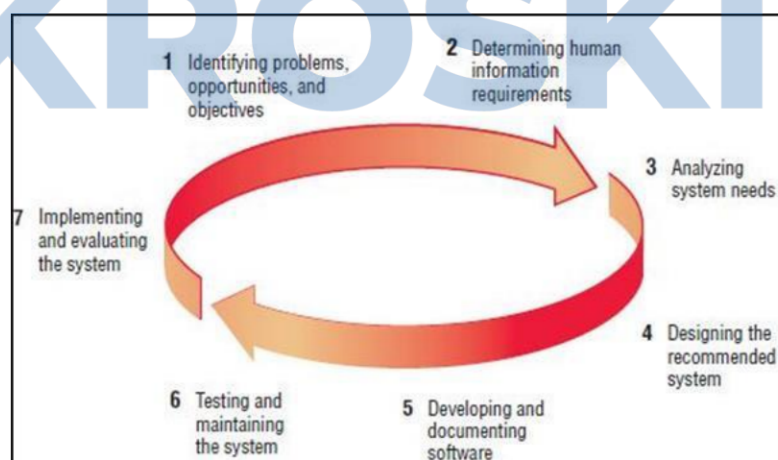 KROSKI
1 Identifying problems,
opportunities, and
objectives
2 Determining human
information
requirements
3 Analyzing
system needs
4 Designing the
recommended
system
5 Developing and
documenting
software
6 Testing and
maintaining
the system
7 Implementing
and evaluating
the system